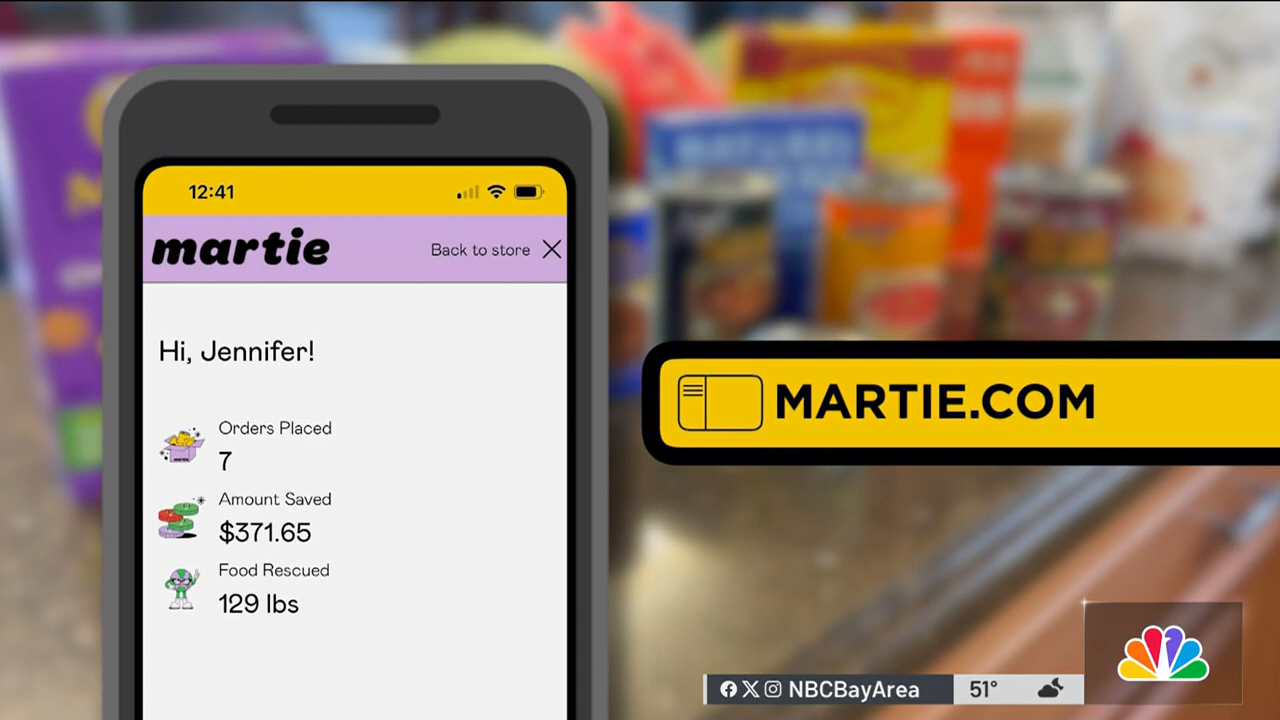 12:41
martie
Back to store
Hi, Jennifer!
Orders Placed
7
Amount Saved
$371.65
Food Rescued
129 lbs
MARTIE.COM
NBCBayArea
51°